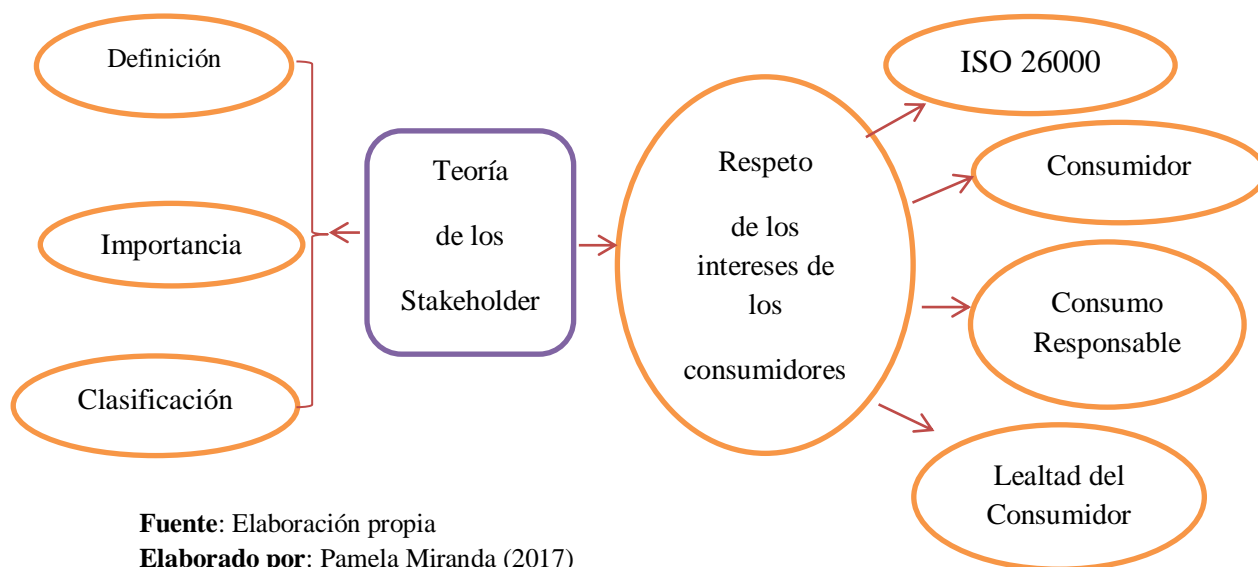 Definición
Importancia
Clasificación
Teoría
de los
Stakeholder
Respeto
de los
intereses de
los
consumidores
ISO 26000
Consumidor
Consumo
Responsable
Lealtad del
Consumidor
Fuente: Elaboración propia
Elaborado por: Pamela Miranda (2017)